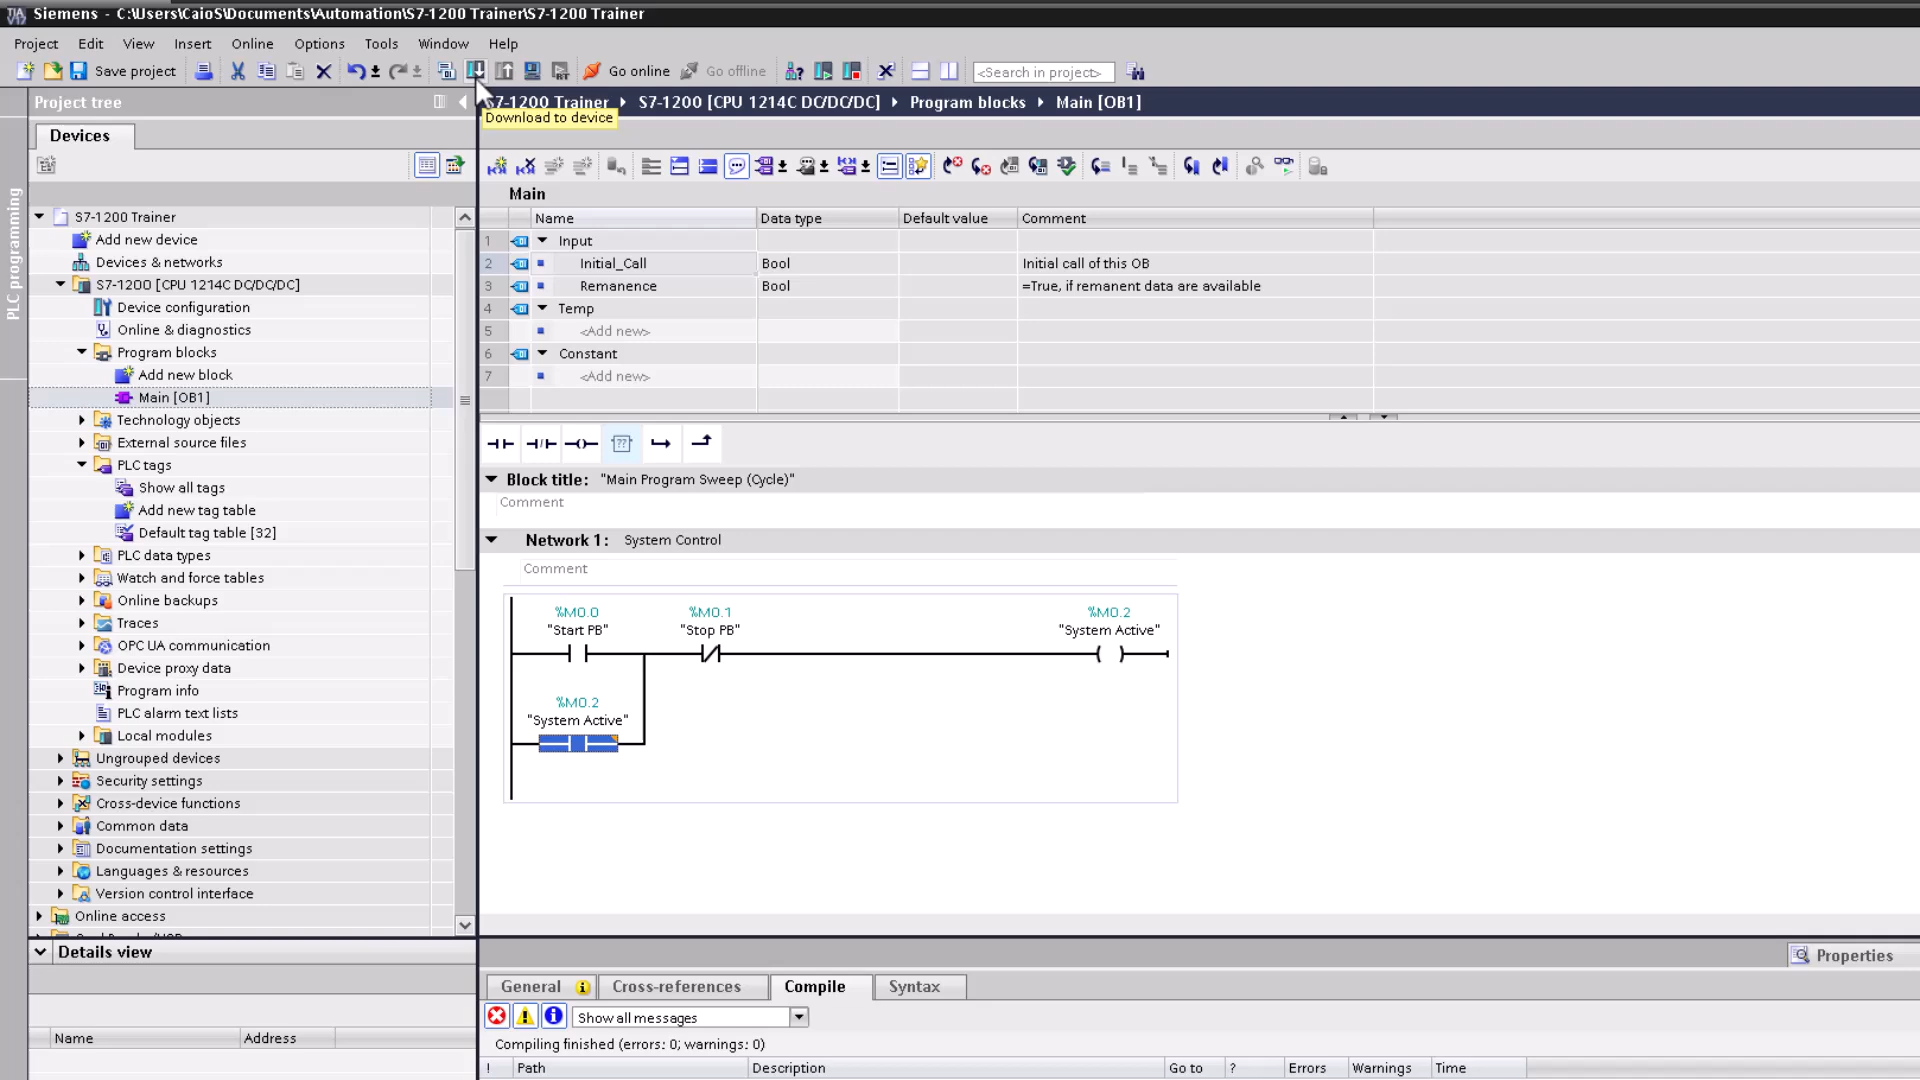 Siemens - C:\Users\CaioS\Documents\Automation\S7-1200 Trainer\S7-1200 Trainer
Project Edit View Insert Online Options Tools Window Help
Save project Go online Go offline <Search in project>
Project tree
S7-1200 Trainer S7-1200 [CPU 1214C DC/DC/DC] Program blocks Main [OB1]
Download to device
Devices
PLC programming
S7-1200 Trainer
Add new device
Devices & networks
S7-1200 [CPU 1214C DC/DC/DC]
Device configuration
Online & diagnostics
Program blocks
Add new block
Main [OB1]
Technology objects
External source files
PLC tags
Show all tags
Add new tag table
Default tag table [32]
PLC data types
Watch and force tables
Online backups
Traces
OPC UA communication
Device proxy data
Program info
PLC alarm text lists
Local modules
Ungrouped devices
Security settings
Cross-device functions
Common data
Documentation settings
Languages & resources
Version control interface
Online access
Details view
Name Address
Main
Name Data type Default value Comment
1 Input
2 Initial_Call Bool Initial call of this OB
3 Remanence Bool =True, if remanent data are available
4 Temp
5 <Add new>
6 Constant
7 <Add new>
Block title: "Main Program Sweep (Cycle)"
Comment
Network 1: System Control
Comment
%M0.0 %M0.1 %M0.2
"Start PB" "Stop PB" "System Active"
%M0.2
"System Active"
Properties
General Cross-references Compile Syntax
Show all messages
Compiling finished (errors: 0; warnings: 0)
! Path Description Go to ? Errors Warnings Time